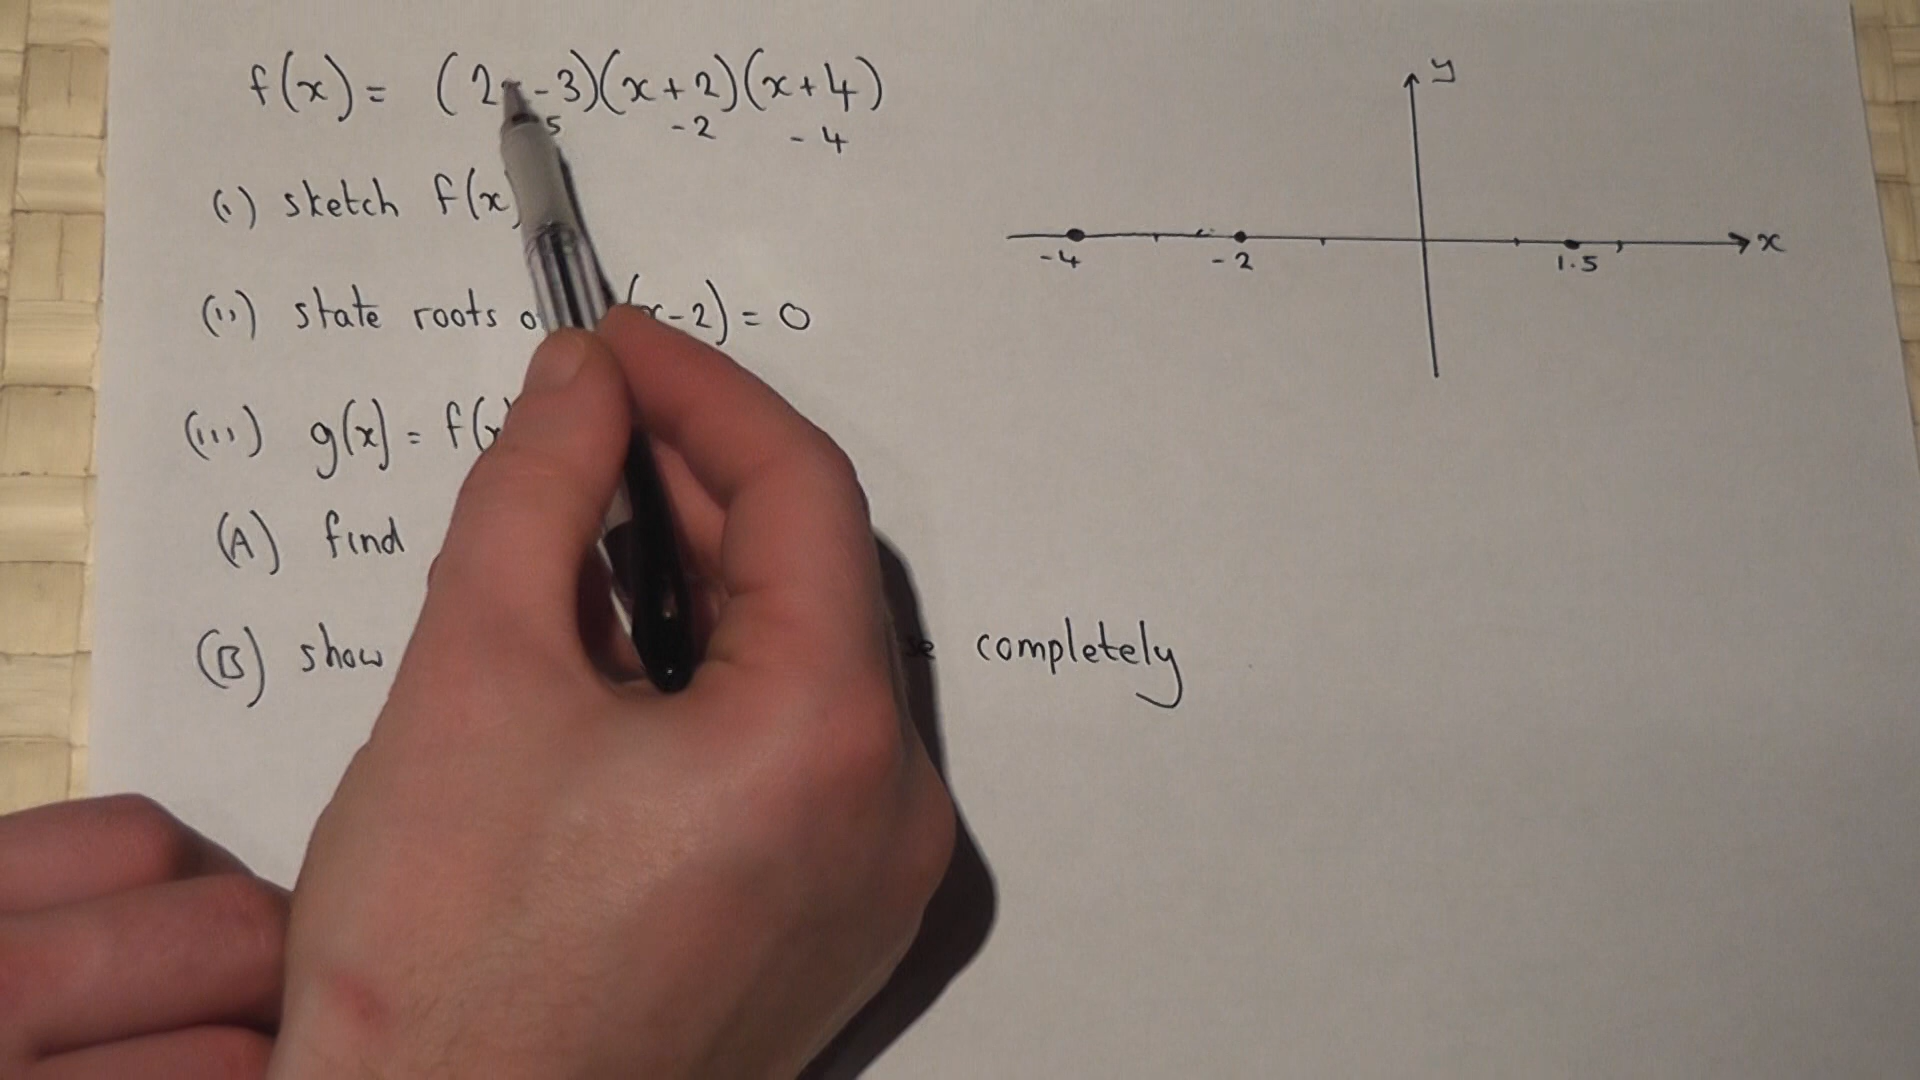 f(x) = (2x-3)(x+2)(x+4)
5 -2 -4
(i) sketch f(x)
(ii) state roots (x-2) = 0
(iii) g(x) = f(x
(A) find
(B) show completely
y
x
-4 -2 1.5